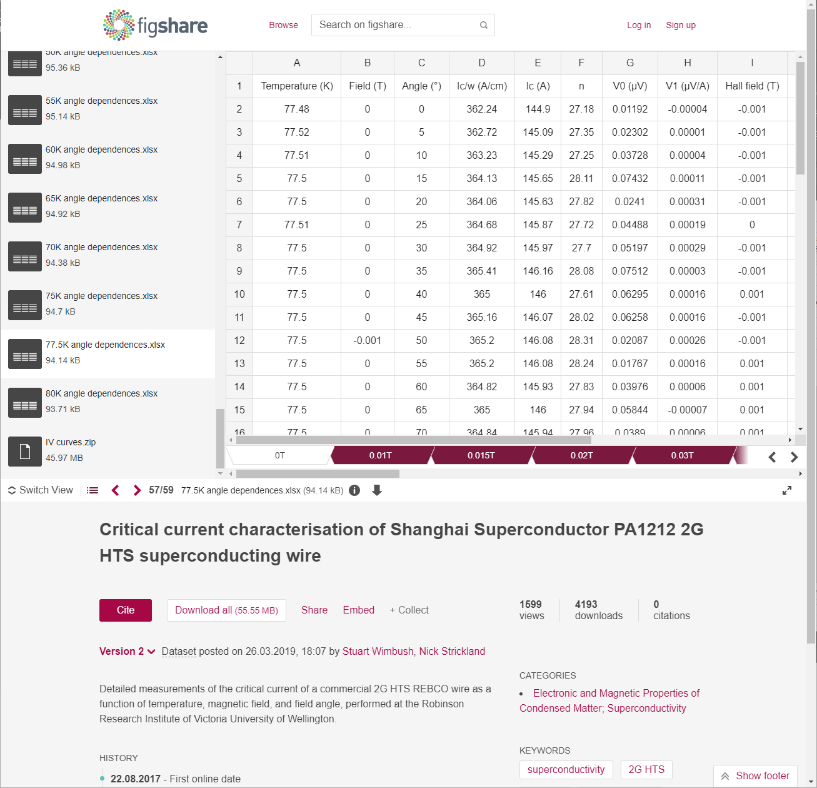 figshare
Browse
Search on figshare...
Log in
Sign up
50K angle dependences.xlsx
95.36 kB
55K angle dependences.xlsx
95.14 kB
60K angle dependences.xlsx
94.98 kB
65K angle dependences.xlsx
94.92 kB
70K angle dependences.xlsx
94.38 kB
75K angle dependences.xlsx
94.7 kB
77.5K angle dependences.xlsx
94.14 kB
80K angle dependences.xlsx
93.71 kB
IV curves.zip
45.97 MB
A B C D E F G H I
1 Temperature (K) Field (T) Angle (°) Ic/w (A/cm) Ic (A) n V0 (µV) V1 (µV/A) Hall field (T)
2 77.48 0 0 362.24 144.9 27.18 0.01192 -0.00004 -0.001
3 77.52 0 5 362.72 145.09 27.35 0.02302 0.00001 -0.001
4 77.51 0 10 363.23 145.29 27.25 0.03728 0.00004 -0.001
5 77.5 0 15 364.13 145.65 28.11 0.07432 0.00011 -0.001
6 77.5 0 20 364.06 145.63 27.82 0.0241 0.00031 -0.001
7 77.51 0 25 364.68 145.87 27.72 0.04488 0.00019 0
8 77.5 0 30 364.92 145.97 27.7 0.05197 0.00029 -0.001
9 77.5 0 35 365.41 146.16 28.08 0.07512 0.00003 -0.001
10 77.5 0 40 365 146 27.61 0.06295 0.00016 0.001
11 77.5 0 45 365.16 146.07 28.02 0.06258 0.00016 -0.001
12 77.5 -0.001 50 365.2 146.08 28.31 0.02087 0.00026 -0.001
13 77.5 0 55 365.2 146.08 28.24 0.01767 0.00016 0.001
14 77.5 0 60 364.82 145.93 27.83 0.03976 0.00006 0.001
15 77.5 0 65 365 146 27.94 0.05844 -0.00007 0.001
16 77.5 0 70 364.84 145.94 27.96 0.0389 0.00006 0.001
0T 0.01T 0.015T 0.02T 0.03T
Switch View 57/59 77.5K angle dependences.xlsx (94.14 kB)
Critical current characterisation of Shanghai Superconductor PA1212 2G
HTS superconducting wire
Cite
Download all (55.55 MB)
Share
Embed
+ Collect
1599
views
4193
downloads
0
citations
Version 2 Dataset posted on 26.03.2019, 18:07 by Stuart Wimbush, Nick Strickland
Detailed measurements of the critical current of a commercial 2G HTS REBCO wire as a
function of temperature, magnetic field, and field angle, performed at the Robinson
Research Institute of Victoria University of Wellington.
HISTORY
22.08.2017 - First online date
CATEGORIES
• Electronic and Magnetic Properties of
Condensed Matter; Superconductivity
KEYWORDS
superconductivity
2G HTS
Show footer